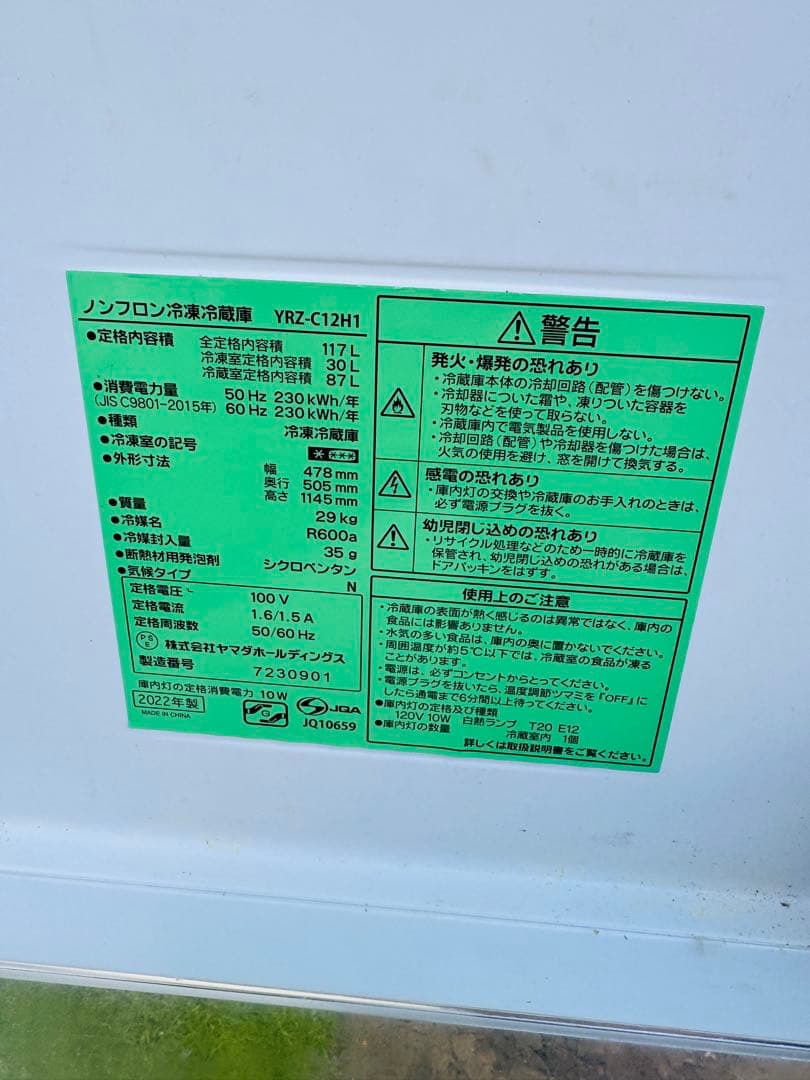 ノンフロン冷凍冷蔵庫 YRZ-C12H1
●定格内容積 全定格内容積 117L
冷凍室定格内容積 30L
冷蔵室定格内容積 87L
●消費電力量 50Hz 230kWh/年
(JIS C9801-2015年) 60Hz 230kWh/年
●種類 冷凍冷蔵庫
●冷凍室の記号
●外形寸法 幅 478mm
奥行 505mm
高さ 1145mm
●質量 29kg
●冷媒名 R600a
●冷媒封入量 35g
●断熱材用発泡剤 シクロペンタン
●気候タイプ N
定格電圧 100V
定格電流 1.6/1.5A
定格周波数 50/60Hz
PSE 株式会社ヤマダホールディングス
製造番号 7230901
庫内灯の定格消費電力 10W
2022年製
MADE IN CHINA
JQA
JQ10659
警告
発火・爆発の恐れあり
・冷蔵庫本体の冷却回路(配管)を傷つけない。
・冷却器についた霜や、凍りついた容器を
刃物などを使って取らない。
・冷蔵庫内で電気製品を使用しない。
・冷却回路(配管)や冷却器を傷つけた場合は、
火気の使用を避け、窓を開けて換気する。
感電の恐れあり
・庫内灯の交換や冷蔵庫のお手入れのときは、
必ず電源プラグを抜く。
幼児閉じ込めの恐れあり
・リサイクル処理などのため一時的に冷蔵庫を
保管され、幼児閉じ込めの恐れがある場合は、
ドアパッキンをはずす。
使用上のご注意
・冷蔵庫の表面が熱く感じるのは異常ではなく、庫内の
食品には影響ありません。
・水気の多い食品は、庫内の奥に置かないでください。
・周囲温度が約5℃以下では、冷蔵室の食品が凍る
ことがあります。
・電源は、必ずコンセントからとってください。
・電源プラグを抜いたら、温度調節ツマミを『OFF』に
したら通電まで6分間以上待ってください。
●庫内灯の定格及び種類
120V 10W 白熱ランプ T20 E12
●庫内灯の数量 冷蔵室内 1個
詳しくは取扱説明書をご覧ください。